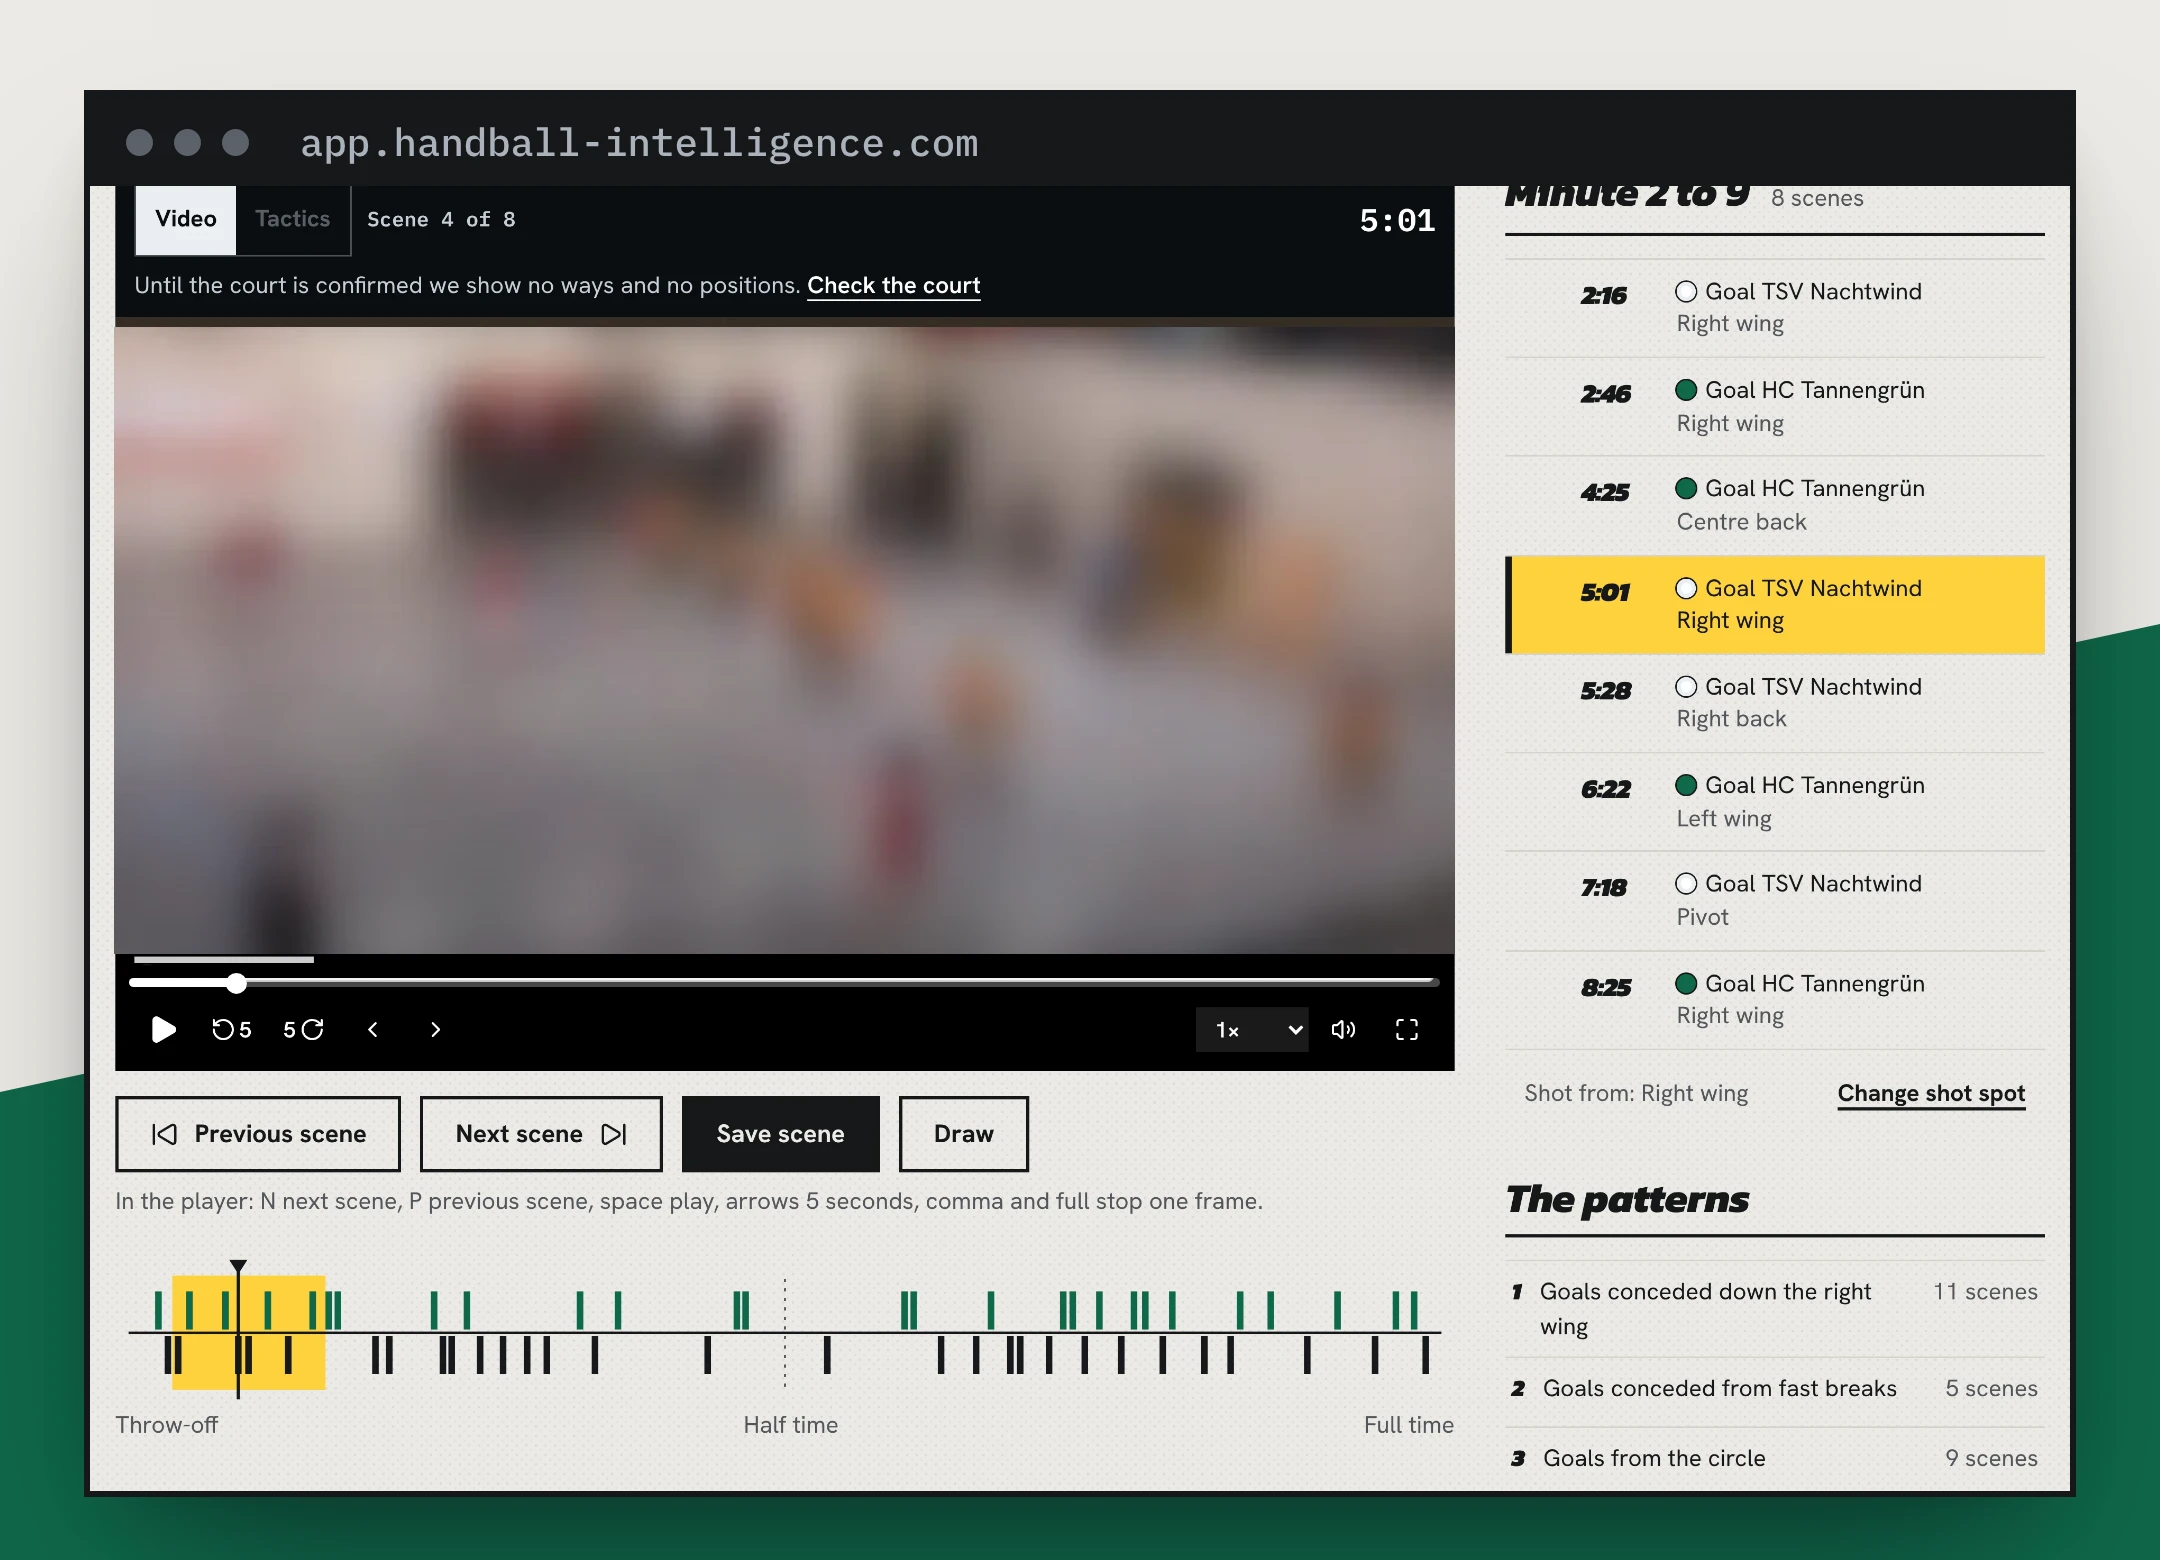 app.handball-intelligence.com
Video
Tactics
Scene 4 of 8
5:01
Until the court is confirmed we show no ways and no positions. Check the court
5
5
1x
Previous scene
Next scene
Save scene
Draw
In the player: N next scene, P previous scene, space play, arrows 5 seconds, comma and full stop one frame.
Throw-off
Half time
Full time
Minute 2 to 9
8 scenes
2:16
Goal TSV Nachtwind
Right wing
2:46
Goal HC Tannengrün
Right wing
4:25
Goal HC Tannengrün
Centre back
5:01
Goal TSV Nachtwind
Right wing
5:28
Goal TSV Nachtwind
Right back
6:22
Goal HC Tannengrün
Left wing
7:18
Goal TSV Nachtwind
Pivot
8:25
Goal HC Tannengrün
Right wing
Shot from: Right wing
Change shot spot
The patterns
1 Goals conceded down the right
wing
11 scenes
2 Goals conceded from fast breaks
5 scenes
3 Goals from the circle
9 scenes